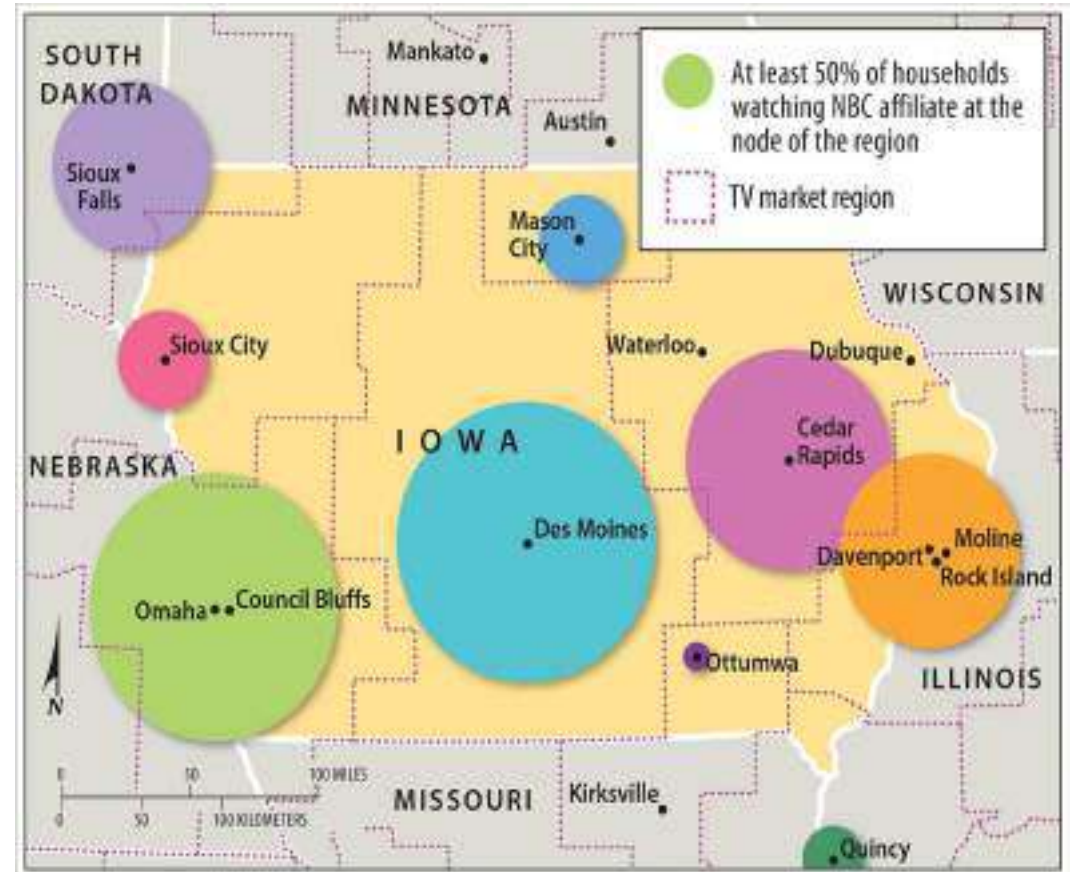 SOUTH
DAKOTA
Mankato
MINNESOTA
Austin
At least 50% of households
watching NBC affiliate at the
node of the region
TV market region
Sioux
Falls
Mason
City
WISCONSIN
Sioux City
Waterloo
Dubuque
IOWA
Cedar
Rapids
NEBRASKA
Des Moines
Davenport
Moline
Rock Island
Omaha
Council Bluffs
Ottumwa
ILLINOIS
N
0
100 MILES
0
50
100 KILOMETERS
MISSOURI
Kirksville
Quincy